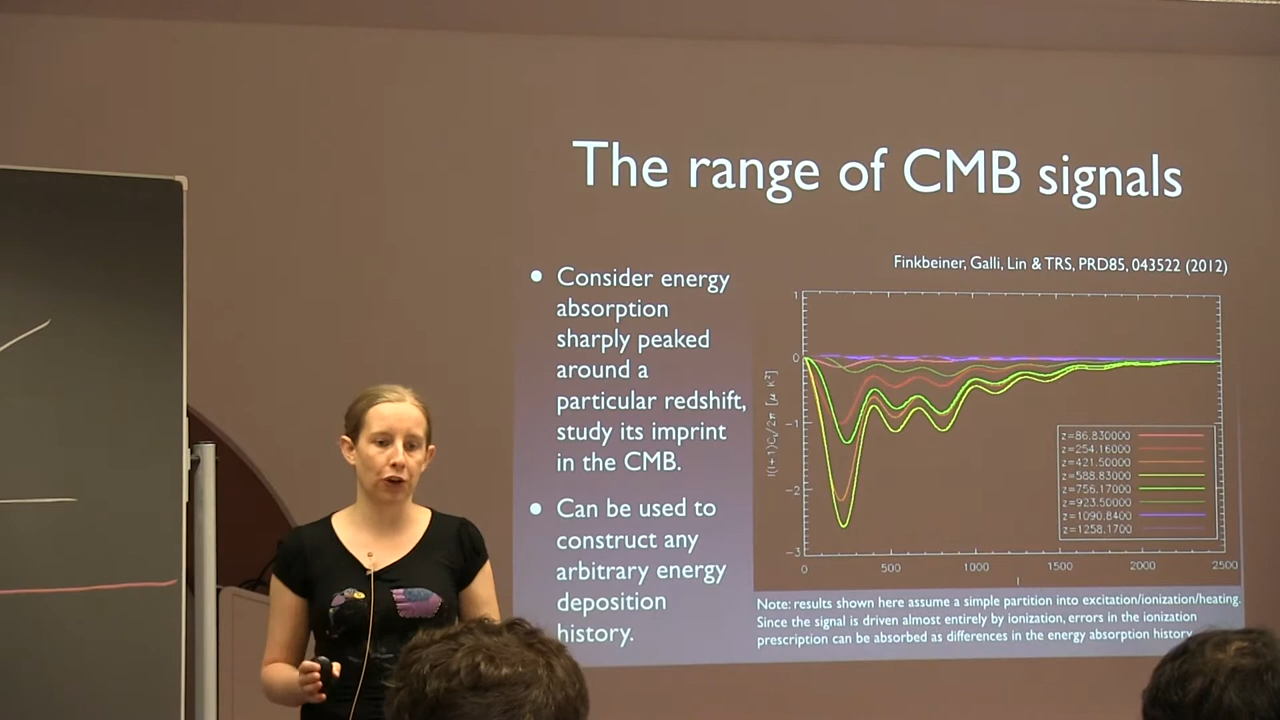 The range of CMB signals
Finkbeiner, Galli, Lin & TRS, PRD85, 043522 (2012)
• Consider energy
absorption
sharply peaked
around a
particular redshift,
study its imprint
in the CMB.
• Can be used to
construct any
arbitrary energy
deposition
history.
1
0
-1
-2
-3
l(l+1)Cl/2π [μ K²]
z=86.830000
z=254.16000
z=421.50000
z=588.83000
z=756.17000
z=923.50000
z=1090.8400
z=1258.1700
0 500 1000 1500 2000 2500
l
Note: results shown here assume a simple partition into excitation/ionization/heating.
Since the signal is driven almost entirely by ionization, errors in the ionization
prescription can be absorbed as differences in the energy absorption history